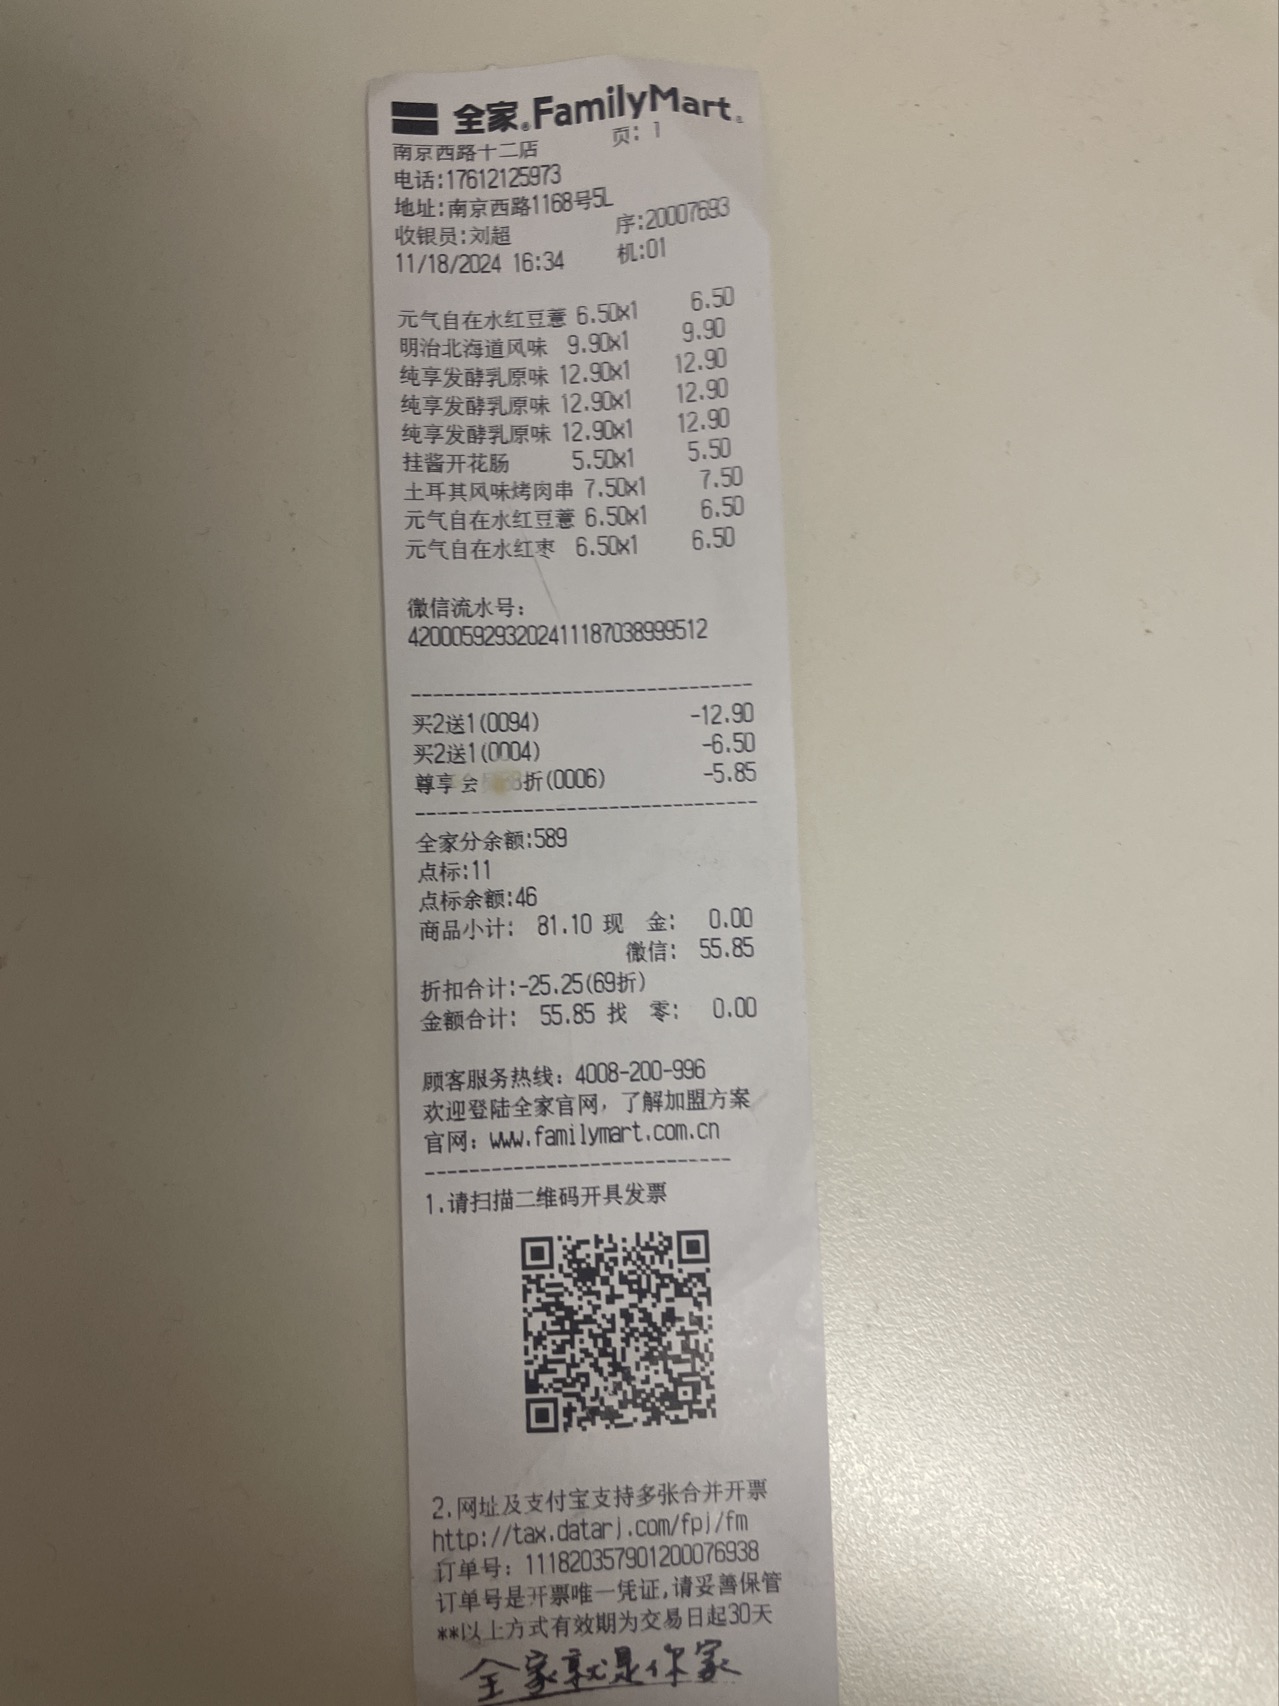 全家®FamilyMart®
页: 1
南京西路十二店
电话:17612125973
地址:南京西路1168号5L
收银员:刘超 序:20007693
11/18/2024 16:34 机:01
元气自在水红豆薏 6.50x1 6.50
明治北海道风味 9.90x1 9.90
纯享发酵乳原味 12.90x1 12.90
纯享发酵乳原味 12.90x1 12.90
纯享发酵乳原味 12.90x1 12.90
挂酱开花肠 5.50x1 5.50
土耳其风味烤肉串 7.50x1 7.50
元气自在水红豆薏 6.50x1 6.50
元气自在水红枣 6.50x1 6.50
微信流水号:
4200059293202411187038999512
买2送1(0094) -12.90
买2送1(0004) -6.50
尊享会 折(0006) -5.85
全家分余额:589
点标:11
点标余额:46
商品小计: 81.10 现 金: 0.00
微信: 55.85
折扣合计:-25.25(69折)
金额合计: 55.85 找 零: 0.00
顾客服务热线: 4008-200-996
欢迎登陆全家官网，了解加盟方案
官网: www.familymart.com.cn
1.请扫描二维码开具发票
2.网址及支付宝支持多张合并开票
http://tax.datarj.com/fpj/fm
订单号: 111820357901200076938
订单号是开票唯一凭证,请妥善保管
**以上方式有效期为交易日起30天
全家就是你家